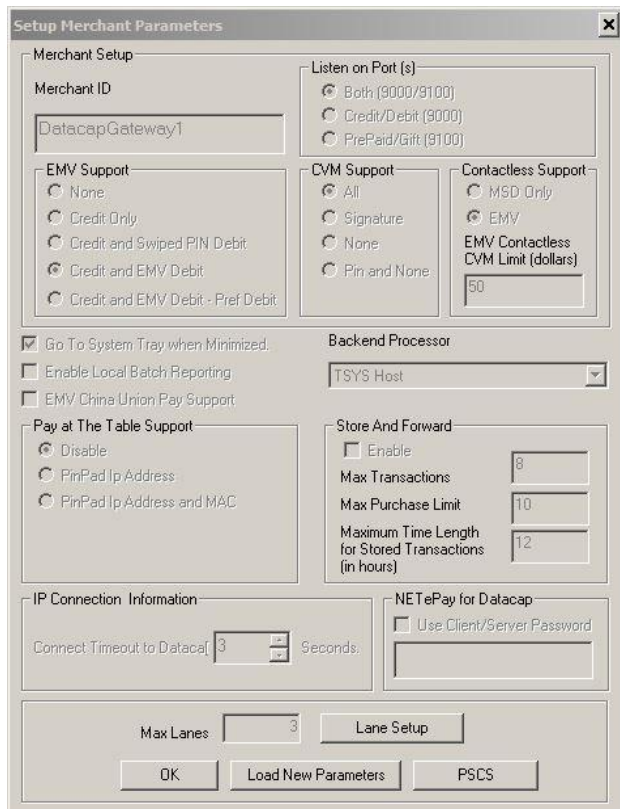 Setup Merchant Parameters
Merchant Setup
Merchant ID
DatacapGateway1
Listen on Port (s)
Both (9000/9100)
Credit/Debit (9000)
PrePaid/Gift (9100)
EMV Support
None
Credit Only
Credit and Swiped PIN Debit
Credit and EMV Debit
Credit and EMV Debit - Pref Debit
CVM Support
All
Signature
None
Pin and None
Contactless Support
MSD Only
EMV
EMV Contactless
CVM Limit (dollars)
50
Go To System Tray when Minimized.
Enable Local Batch Reporting
EMV China Union Pay Support
Backend Processor
TSYS Host
Pay at The Table Support
Disable
PinPad Ip Address
PinPad Ip Address and MAC
Store And Forward
Enable
Max Transactions
8
Max Purchase Limit
10
Maximum Time Length
for Stored Transactions
(in hours)
12
IP Connection Information
Connect Timeout to Dataca( 3 Seconds.
NETePay for Datacap
Use Client/Server Password
Max Lanes 3 Lane Setup
OK Load New Parameters PSCS